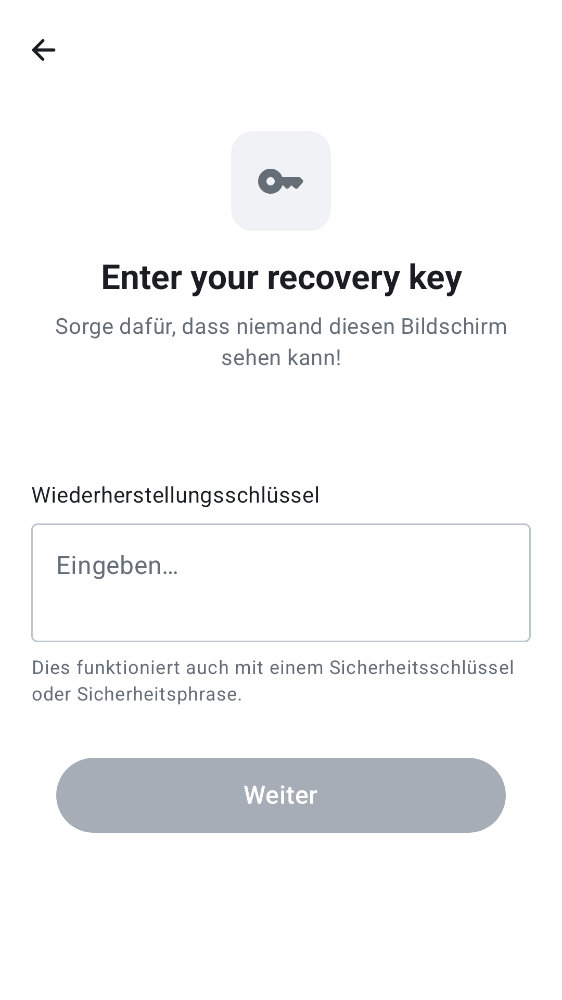 Enter your recovery key
Sorge dafür, dass niemand diesen Bildschirm
sehen kann!
Wiederherstellungsschlüssel
Eingeben…
Dies funktioniert auch mit einem Sicherheitsschlüssel
oder Sicherheitsphrase.
Weiter